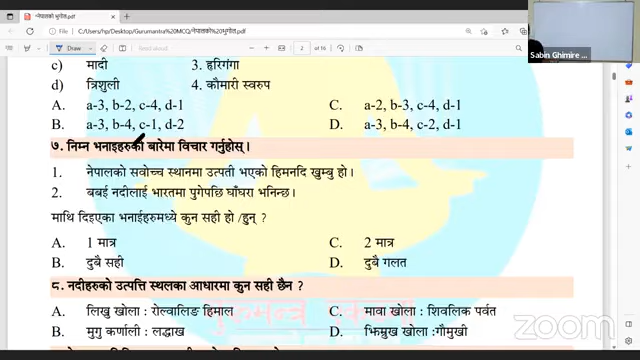 नेपालको भुगोल.pdf
File | C:/Users/hp/Desktop/Gurumantra%20MCQ/नेपालको%20भुगोल.pdf
Draw
2 of 16
Sabin Ghimire ...
c) मादी 3. हरिगंगा
d) त्रिशुली 4. कौमारी स्वरुप
A. a-3, b-2, c-4, d-1 C. a-2, b-3, c-4, d-1
B. a-3, b-4, c-1, d-2 D. a-3, b-4, c-2, d-1
७. निम्न भनाइहरुको बारेमा विचार गर्नुहोस् ।
1. नेपालको सवोच्च स्थानमा उत्पती भएको हिमनदि खुम्बु हो।
2. बबई नदीलाई भारतमा पुगेपछि घाँघरा भनिन्छ।
माथि दिइएका भनाईहरुमध्ये कुन सही हो /हुन् ?
A. 1 मात्र C. 2 मात्र
B. दुबै सही D. दुबै गलत
८. नदीहरुको उत्पत्ति स्थलका आधारमा कुन सही छैन ?
A. लिखु खोला : रोल्वालिङ हिमाल C. मावा खोला : शिवलिक पर्वत
B. मुगु कर्णाली : लद्धाख D. झिम्रुख खोला :गौमुखी
zoom